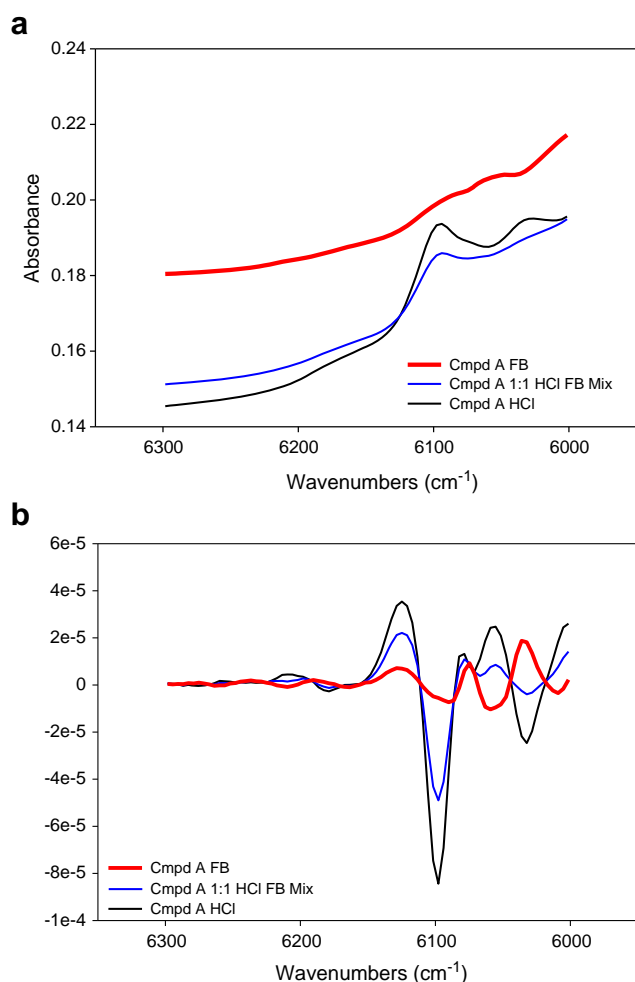 a
0.24
0.22
0.20
0.18
0.16
0.14
Absorbance
Cmpd A FB
Cmpd A 1:1 HCl FB Mix
Cmpd A HCl
6300 6200 6100 6000
Wavenumbers (cm⁻¹)
b
6e-5
4e-5
2e-5
0
-2e-5
-4e-5
-6e-5
-8e-5
-1e-4
Cmpd A FB
Cmpd A 1:1 HCl FB Mix
Cmpd A HCl
6300 6200 6100 6000
Wavenumbers (cm⁻¹)